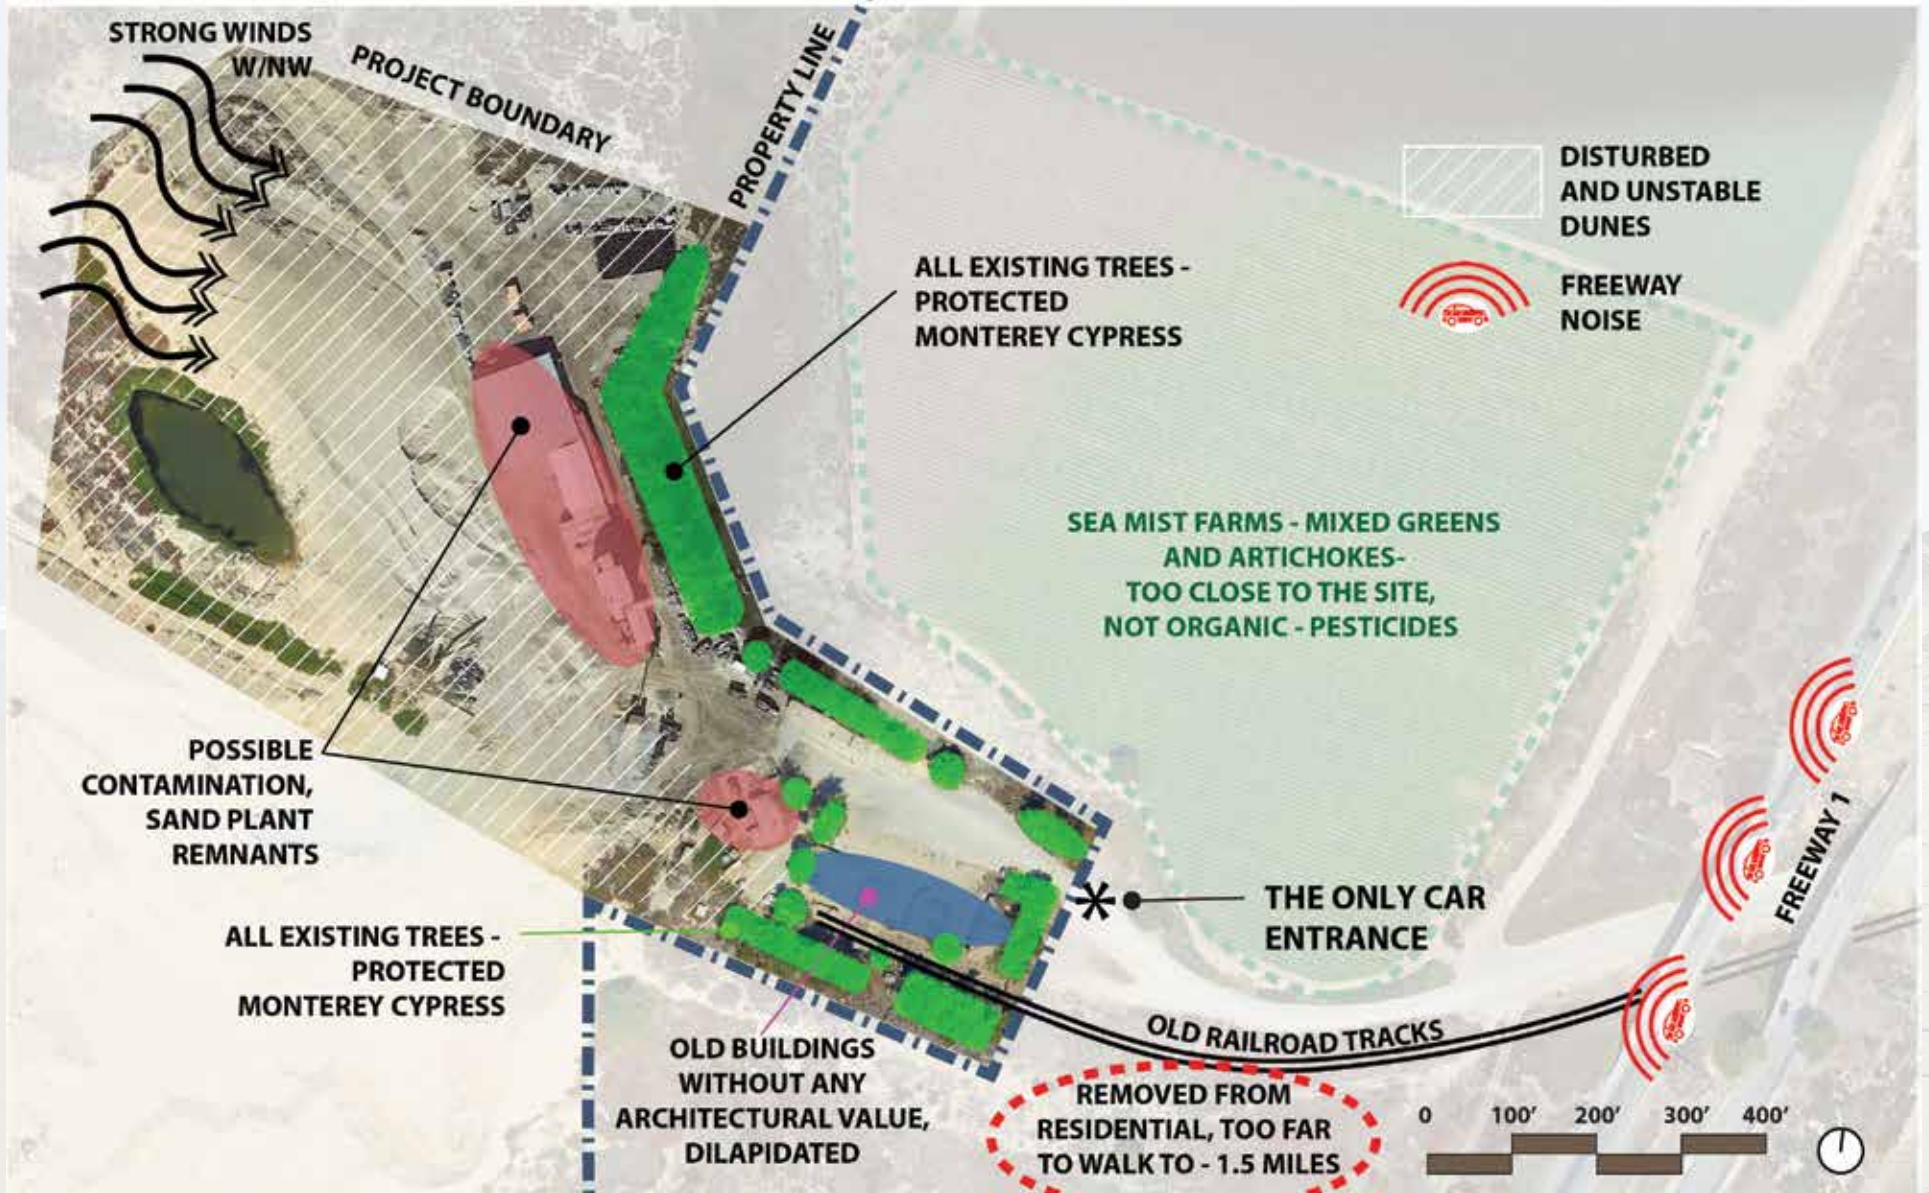 STRONG WINDS
W/NW
PROJECT BOUNDARY
PROPERTY LINE
DISTURBED
AND UNSTABLE
DUNES
FREEWAY
NOISE
ALL EXISTING TREES -
PROTECTED
MONTEREY CYPRESS
SEA MIST FARMS - MIXED GREENS
AND ARTICHOKES-
TOO CLOSE TO THE SITE,
NOT ORGANIC - PESTICIDES
POSSIBLE
CONTAMINATION,
SAND PLANT
REMNANTS
FREEWAY 1
*
THE ONLY CAR
ENTRANCE
ALL EXISTING TREES -
PROTECTED
MONTEREY CYPRESS
OLD RAILROAD TRACKS
OLD BUILDINGS
WITHOUT ANY
ARCHITECTURAL VALUE,
DILAPIDATED
REMOVED FROM
RESIDENTIAL, TOO FAR
TO WALK TO - 1.5 MILES
0 100' 200' 300' 400'